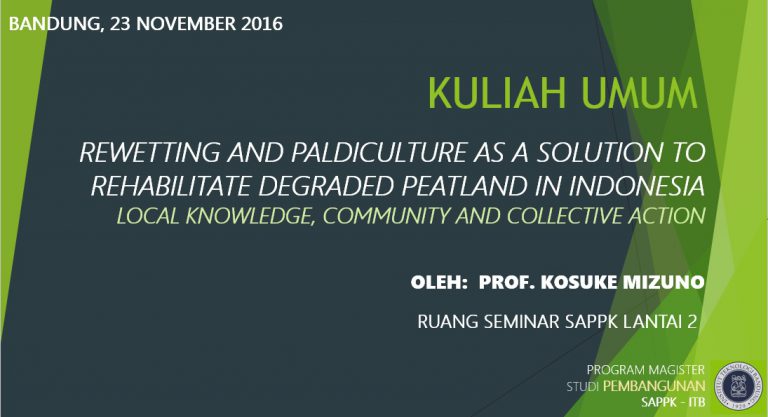 BANDUNG, 23 NOVEMBER 2016
KULIAH UMUM
REWETTING AND PALDICULTURE AS A SOLUTION TO
REHABILITATE DEGRADED PEATLAND IN INDONESIA
LOCAL KNOWLEDGE, COMMUNITY AND COLLECTIVE ACTION
OLEH: PROF. KOSUKE MIZUNO
RUANG SEMINAR SAPPK LANTAI 2
PROGRAM MAGISTER
STUDI PEMBANGUNAN
SAPPK - ITB